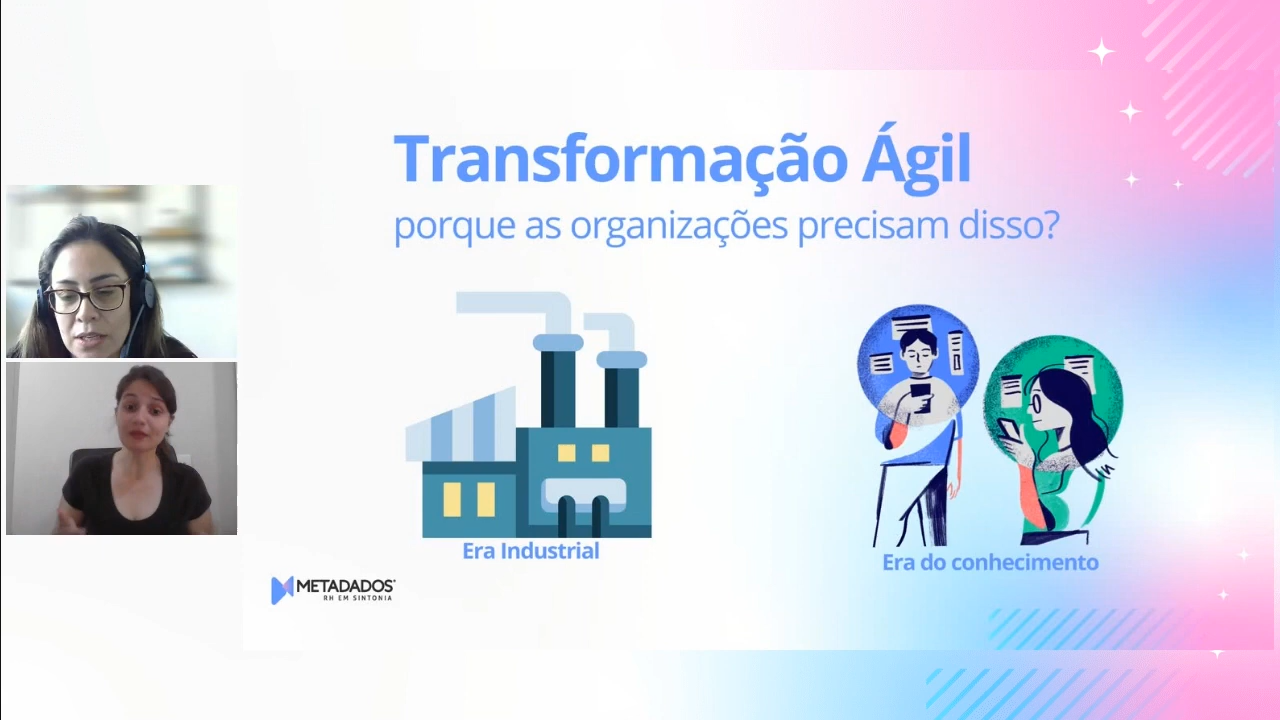 Transformação Ágil
porque as organizações precisam disso?
Era Industrial
Era do conhecimento
METADADOS®
RH EM SINTONIA